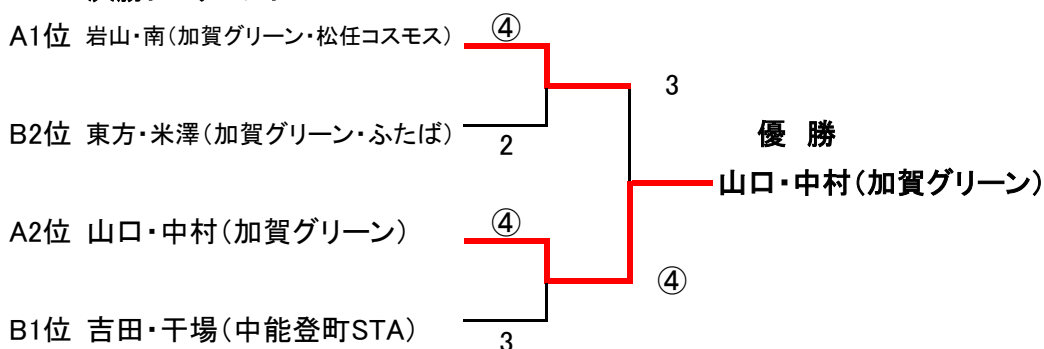 A1位 岩山・南(加賀グリーン・松任コスモス)
④
3
B2位 東方・米澤(加賀グリーン・ふたば)
2
優 勝
山口・中村(加賀グリーン)
A2位 山口・中村(加賀グリーン)
④
④
B1位 吉田・干場(中能登町STA)
3